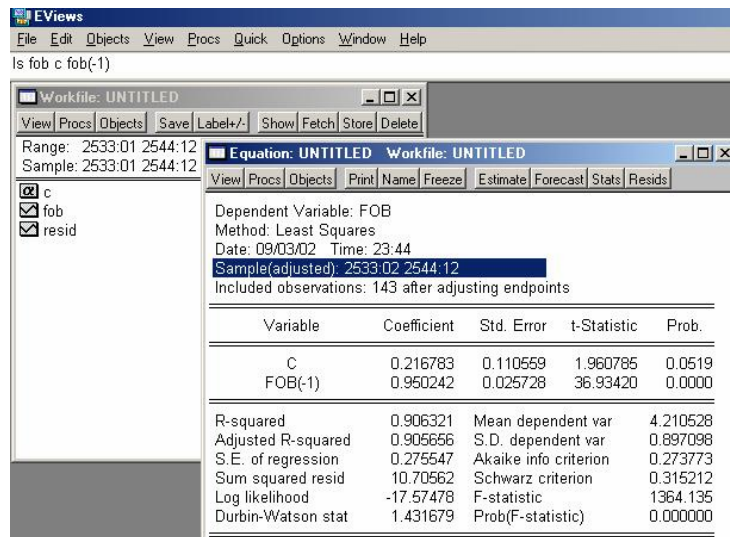 EViews
File Edit Objects View Procs Quick Options Window Help
ls fob c fob(-1)
Workfile: UNTITLED
View Procs Objects Save Label+/- Show Fetch Store Delete
Range: 2533:01 2544:12
Sample: 2533:01 2544:12
c
fob
resid
Equation: UNTITLED Workfile: UNTITLED
View Procs Objects Print Name Freeze Estimate Forecast Stats Resids
Dependent Variable: FOB
Method: Least Squares
Date: 09/03/02 Time: 23:44
Sample(adjusted): 2533:02 2544:12
Included observations: 143 after adjusting endpoints
Variable Coefficient Std. Error t-Statistic Prob.
C 0.216783 0.110559 1.960785 0.0519
FOB(-1) 0.950242 0.025728 36.93420 0.0000
R-squared 0.906321 Mean dependent var 4.210528
Adjusted R-squared 0.905656 S.D. dependent var 0.897098
S.E. of regression 0.275547 Akaike info criterion 0.273773
Sum squared resid 10.70562 Schwarz criterion 0.315212
Log likelihood -17.57478 F-statistic 1364.135
Durbin-Watson stat 1.431679 Prob(F-statistic) 0.000000